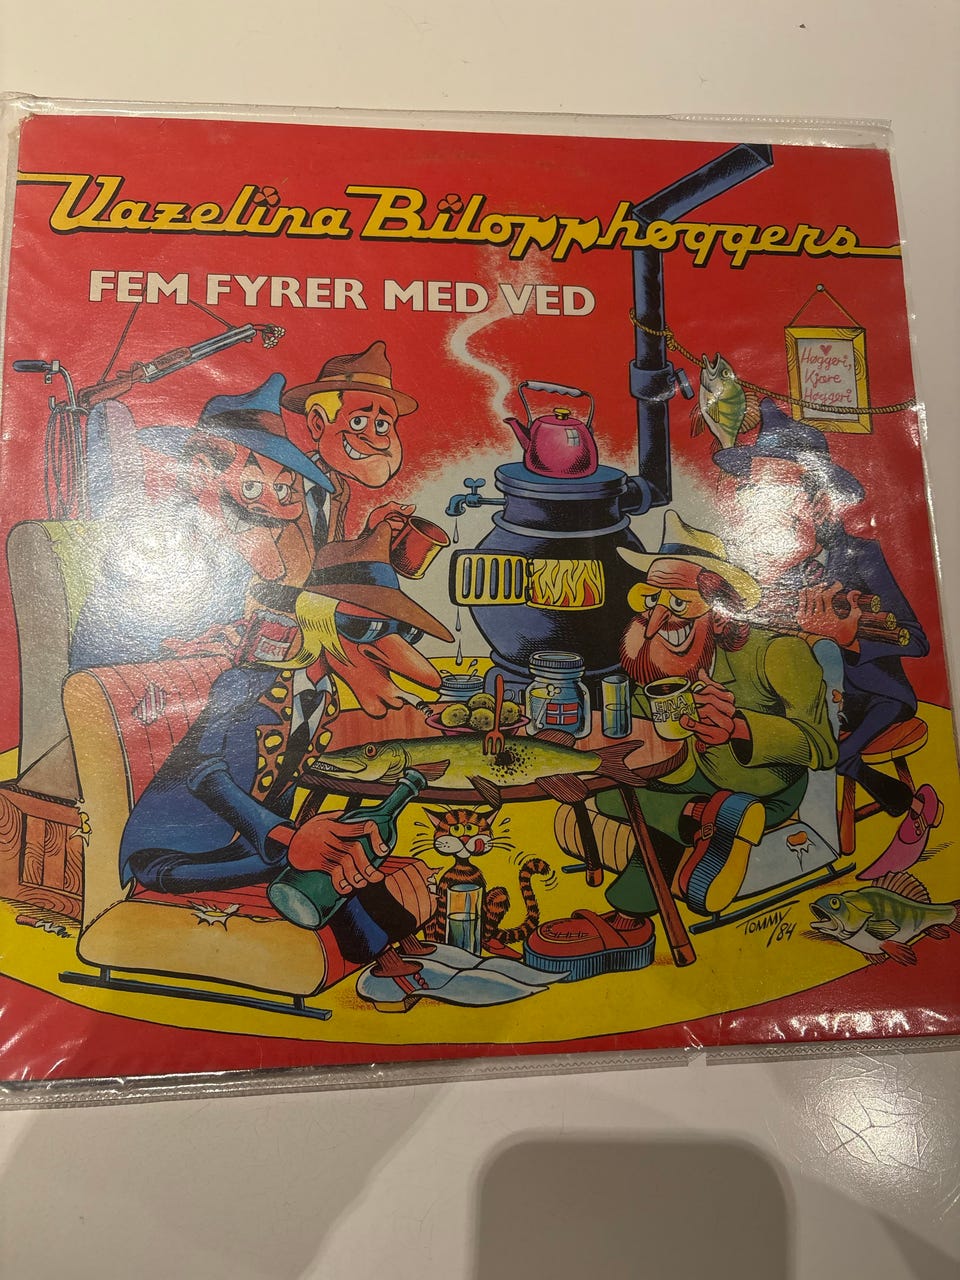 Vazelina Bilopphøggers
FEM FYRER MED VED
Høggeri,
Kjære
Høggeri
TOMMY
84